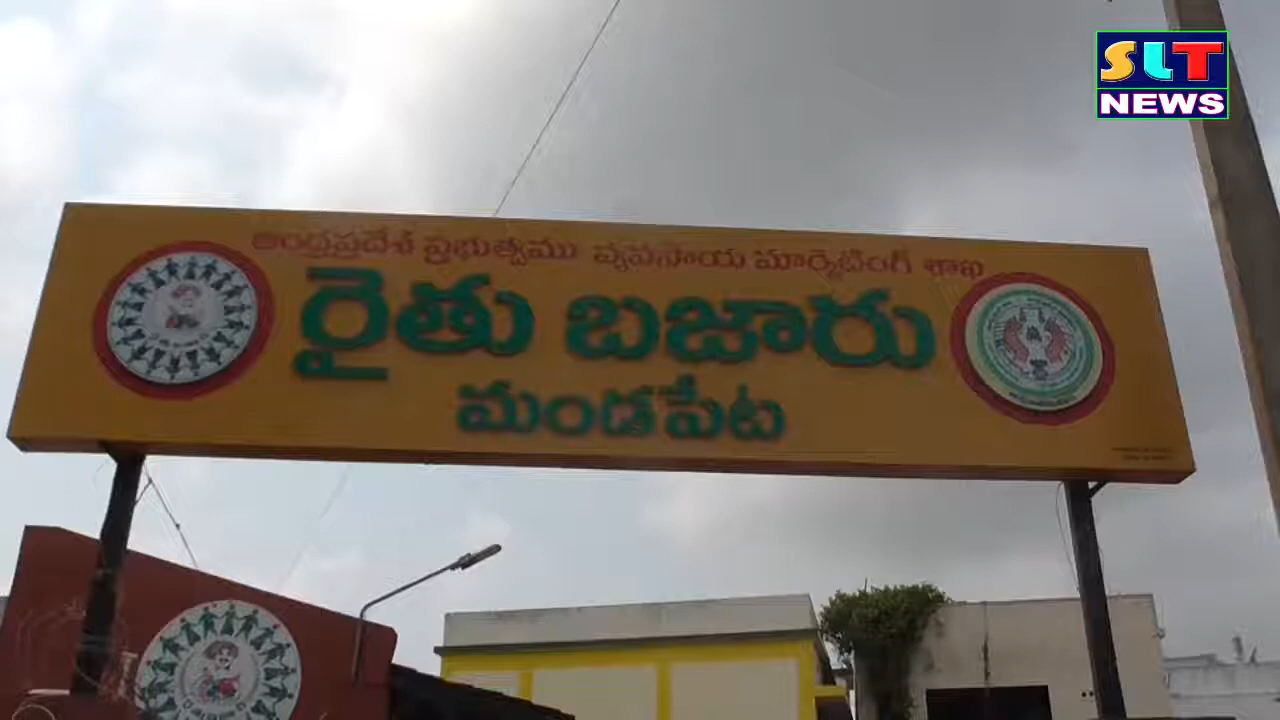 SLT
NEWS
ఆంధ్రప్రదేశ్ ప్రభుత్వము వ్యవసాయ మార్కెటింగ్ శాఖ
రైతు బజారు
మండపేట